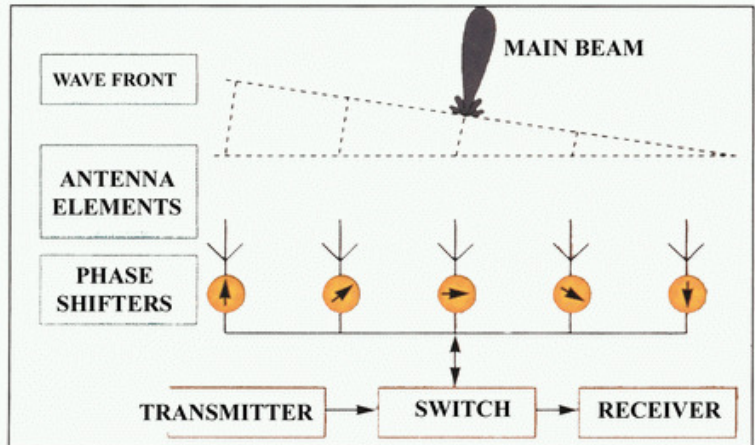 MAIN BEAM
WAVE FRONT
ANTENNA
ELEMENTS
PHASE
SHIFTERS
TRANSMITTER
SWITCH
RECEIVER